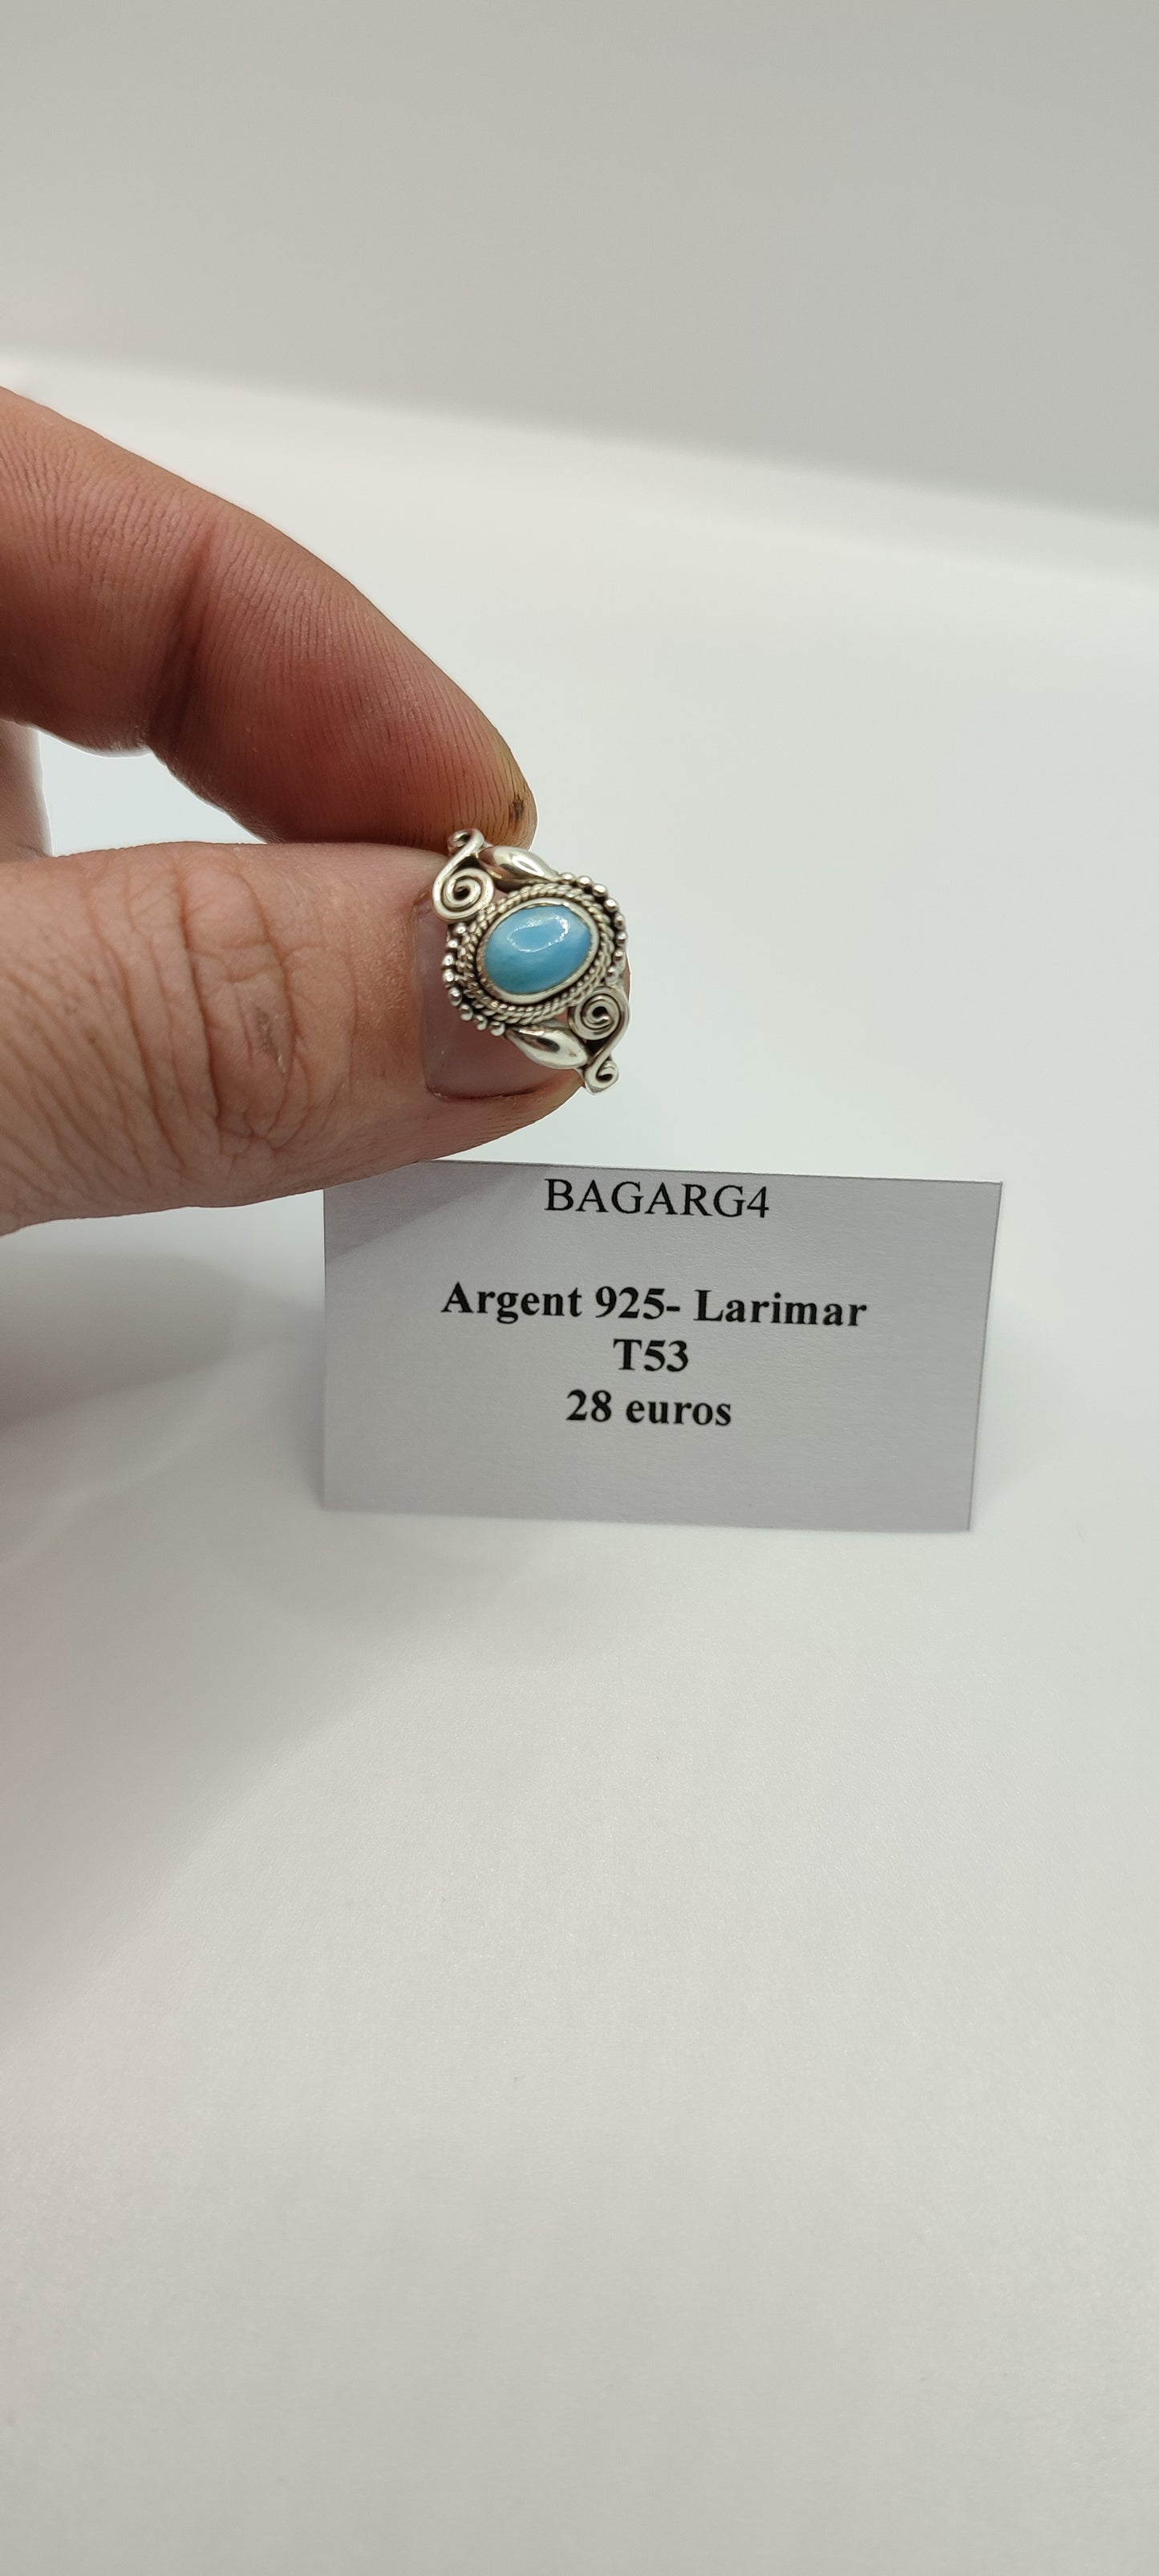 BAGARG4
Argent 925- Larimar
T53
28 euros